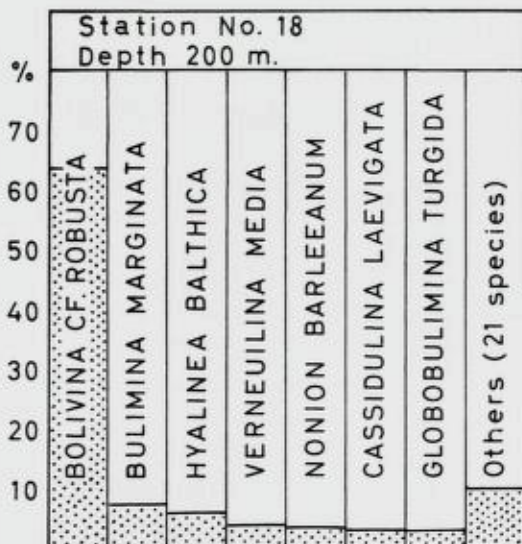 Station No. 18
Depth 200 m.
%
70
60
50
40
30
20
10
BOLIVINA CF ROBUSTA
BULIMINA MARGINATA
HYALINEA BALTHICA
VERNEUILINA MEDIA
NONION BARLEEANUM
CASSIDULINA LAEVIGATA
GLOBOBULIMINA TURGIDA
Others (21 species)